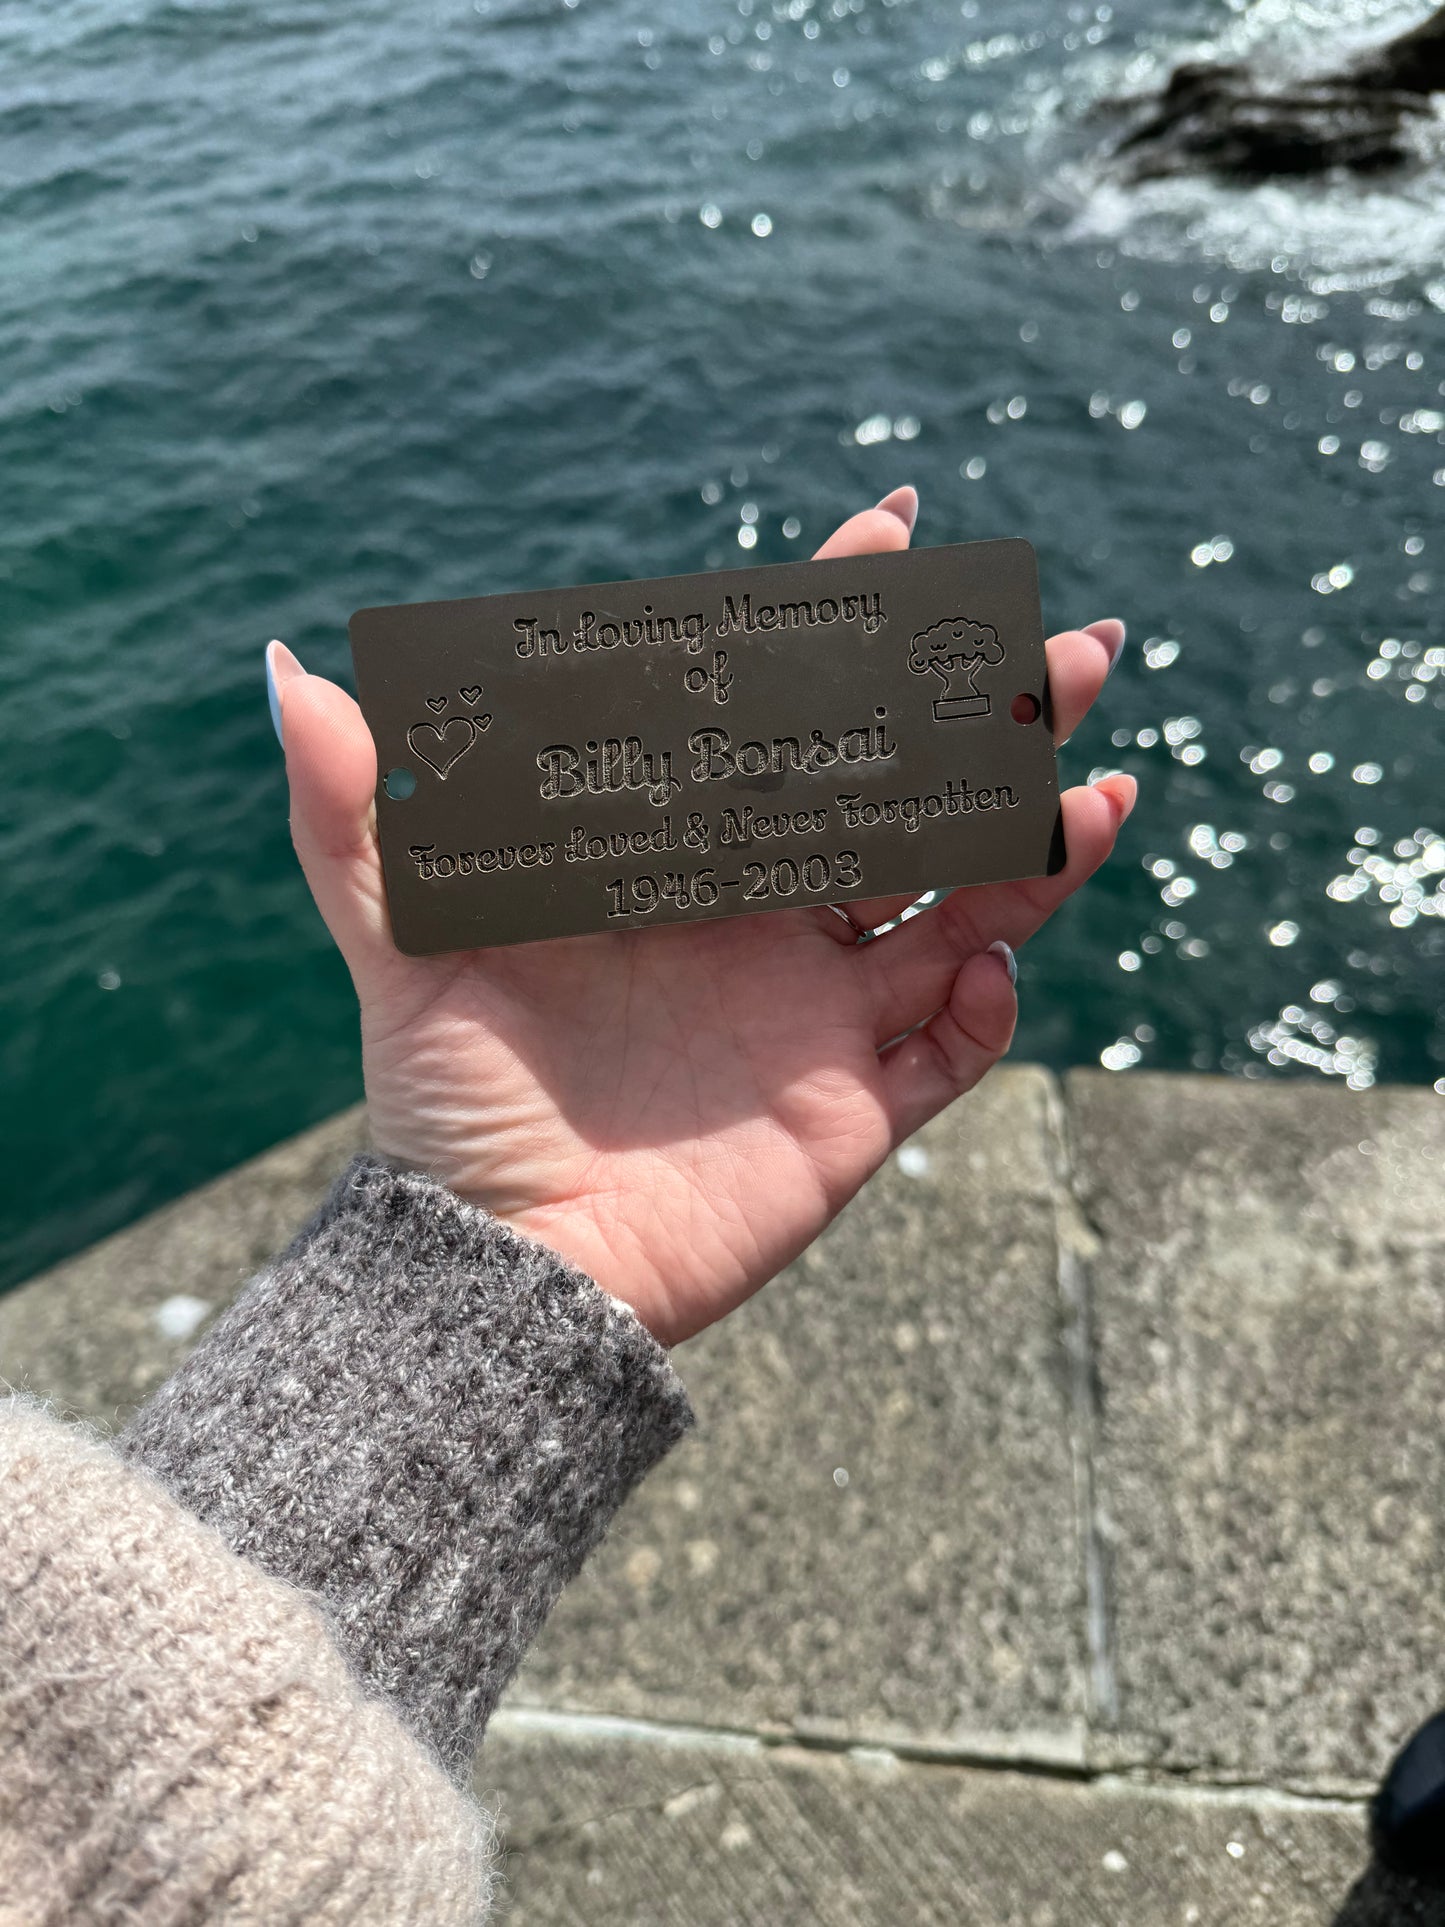 In Loving Memory
of
Billy Bonsai
Forever Loved & Never Forgotten
1946-2003